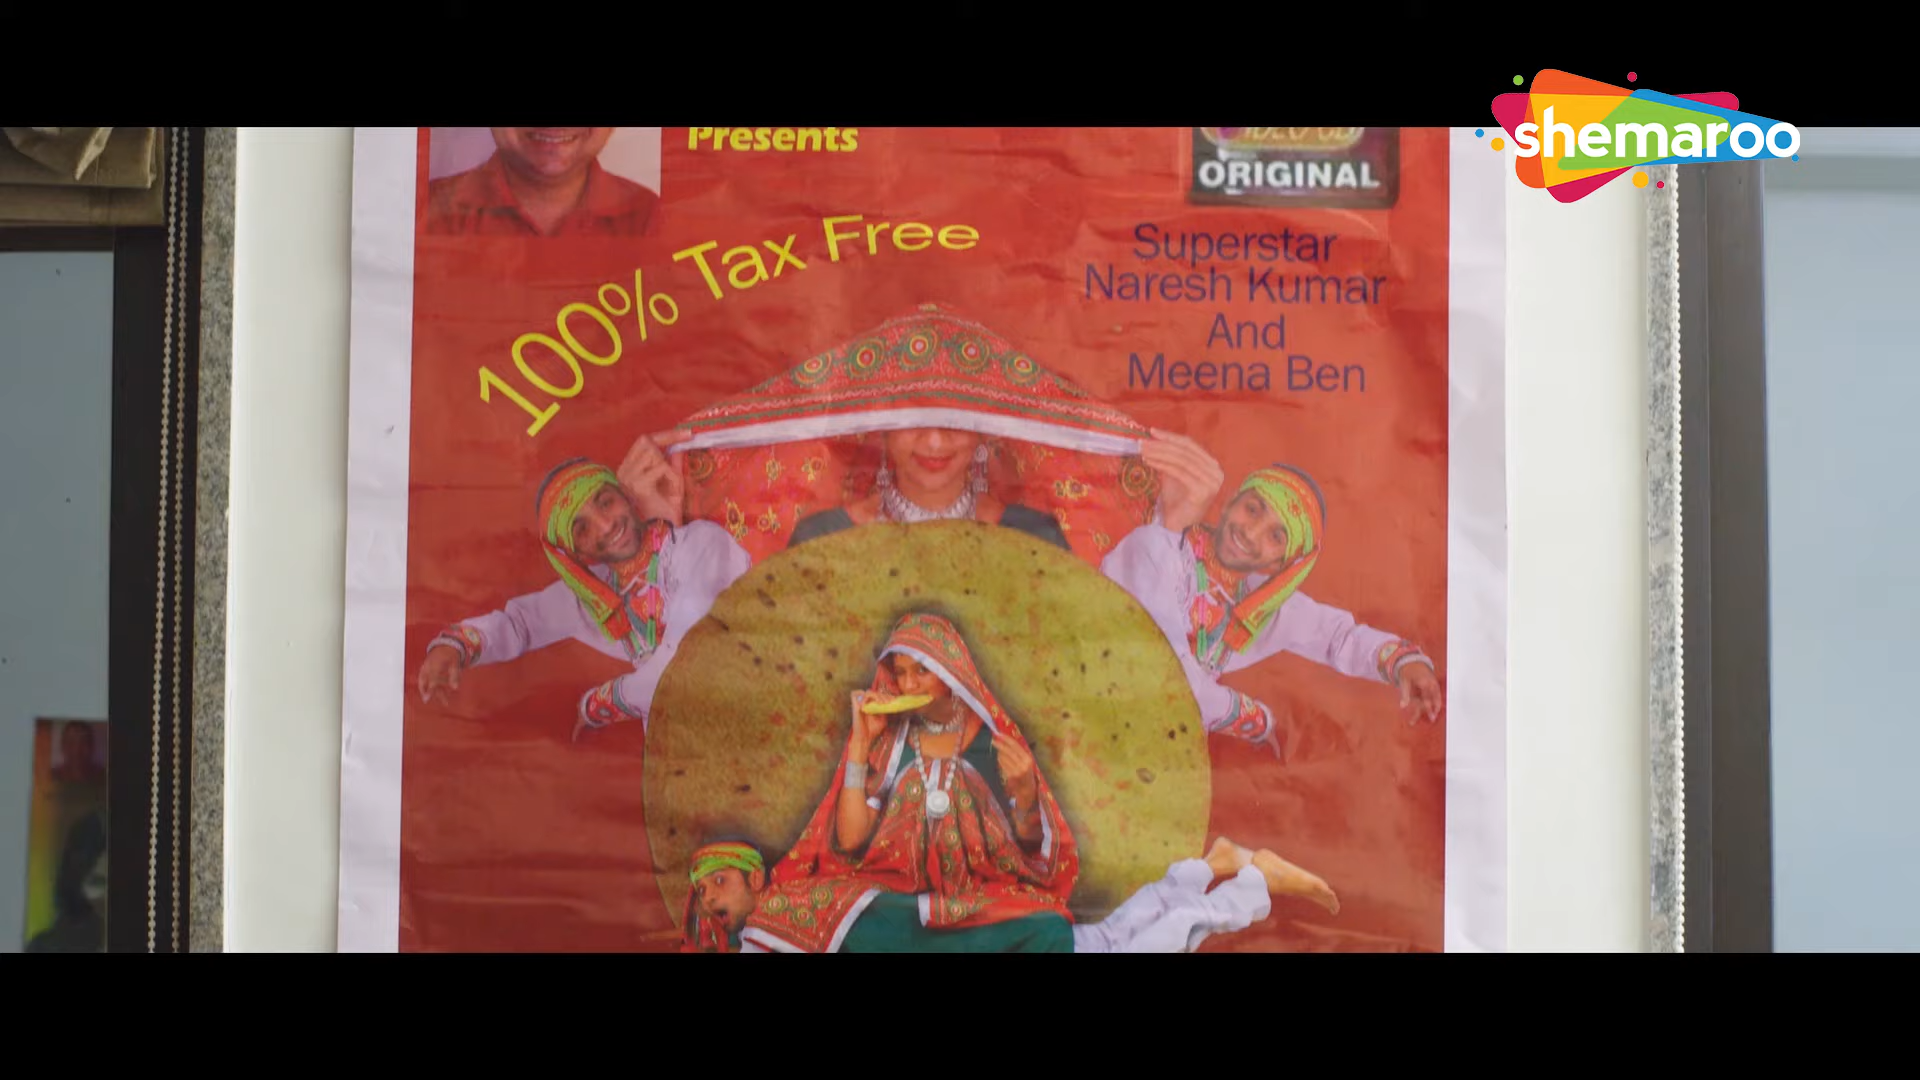 shemaroo
Presents
ORIGINAL
100% Tax Free
Superstar
Naresh Kumar
And
Meena Ben